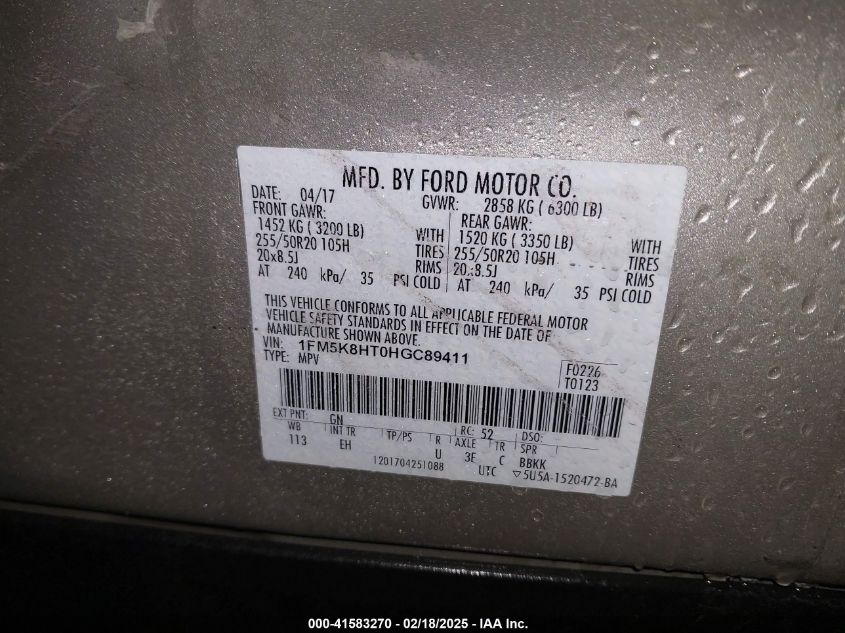 MFD. BY FORD MOTOR CO.
DATE: 04/17 GVWR: 2858 KG ( 6300 LB)
FRONT GAWR: REAR GAWR:
1452 KG ( 3200 LB) WITH 1520 KG ( 3350 LB) WITH
255/50R20 105H TIRES 255/50R20 105H TIRES
20x8.5J RIMS 20.:8.5J RIMS
AT 240 kPa/ 35 PSI COLD AT 240 kPa/ 35 PSI COLD
THIS VEHICLE CONFORMS TO ALL APPLICABLE FEDERAL MOTOR
VEHICLE SAFETY STANDARDS IN EFFECT ON THE DATE OF
MANUFACTURE SHOWN ABOVE.
VIN: 1FM5K8HT0HGC89411
TYPE: MPV
F0226
T0123
EXT PNT: GN RC: 52 DSO:
WB INT TR TP/PS R AXLE TR SPR
113 EH U 3E C BBKK
1201704251088 UTC ▽5U5A-1520472-BA
000-41583270 - 02/18/2025 - IAA Inc.